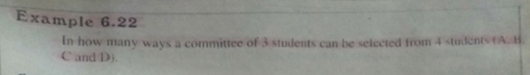 Example 6.22
In how many ways a committee of 3 students can be selected from 4 students (A, B,
C and D).